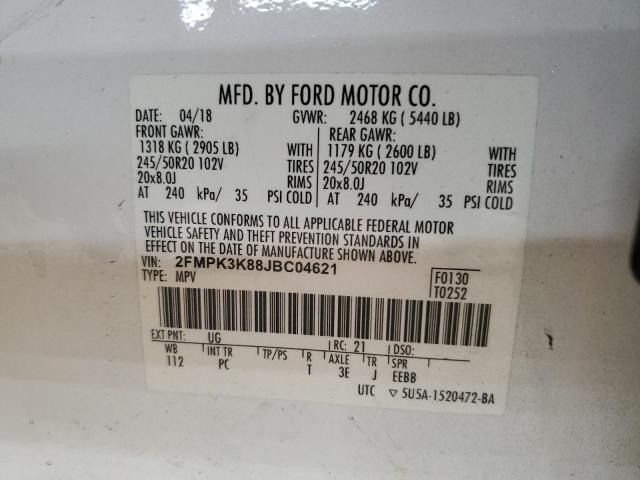 MFD. BY FORD MOTOR CO.
DATE: 04/18 GVWR: 2468 KG ( 5440 LB)
FRONT GAWR: REAR GAWR:
1318 KG ( 2905 LB) WITH 1179 KG ( 2600 LB) WITH
245/50R20 102V TIRES 245/50R20 102V TIRES
20x8.0J RIMS 20x8.0J RIMS
AT 240 kPa/ 35 PSI COLD AT 240 kPa/ 35 PSI COLD
THIS VEHICLE CONFORMS TO ALL APPLICABLE FEDERAL MOTOR
VEHICLE SAFETY AND THEFT PREVENTION STANDARDS IN
EFFECT ON THE DATE OF MANUFACTURE SHOWN ABOVE.
VIN: 2FMPK3K88JBC04621 F0130
TYPE: MPV T0252
EXT PNT: UG RC: 21 DSO:
WB INT TR TP/PS R AXLE TR SPR
112 PC T 3E J EEBB
UTC ▽ 5U5A-1520472-BA